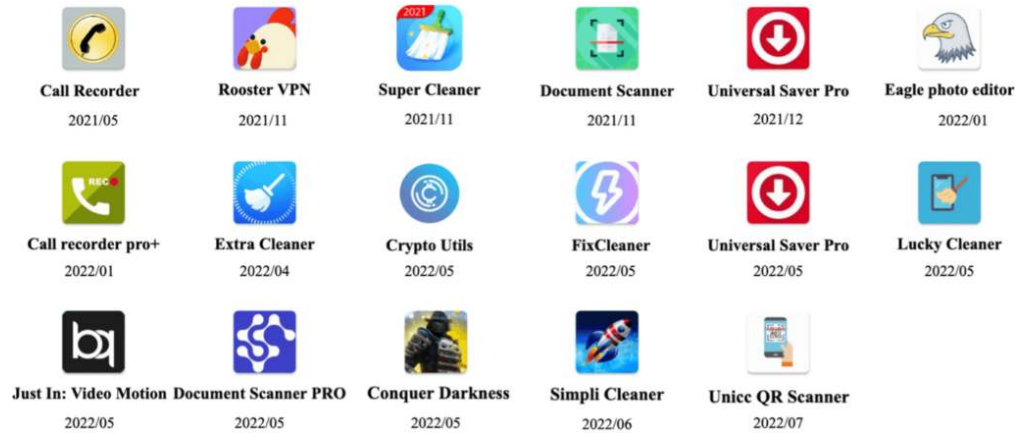 2021
Call Recorder Rooster VPN Super Cleaner Document Scanner Universal Saver Pro Eagle photo editor
2021/05 2021/11 2021/11 2021/11 2021/12 2022/01
REC
Call recorder pro+ Extra Cleaner Crypto Utils FixCleaner Universal Saver Pro Lucky Cleaner
2022/01 2022/04 2022/05 2022/05 2022/05 2022/05
Just In: Video Motion Document Scanner PRO Conquer Darkness Simpli Cleaner Unicc QR Scanner
2022/05 2022/05 2022/05 2022/06 2022/07